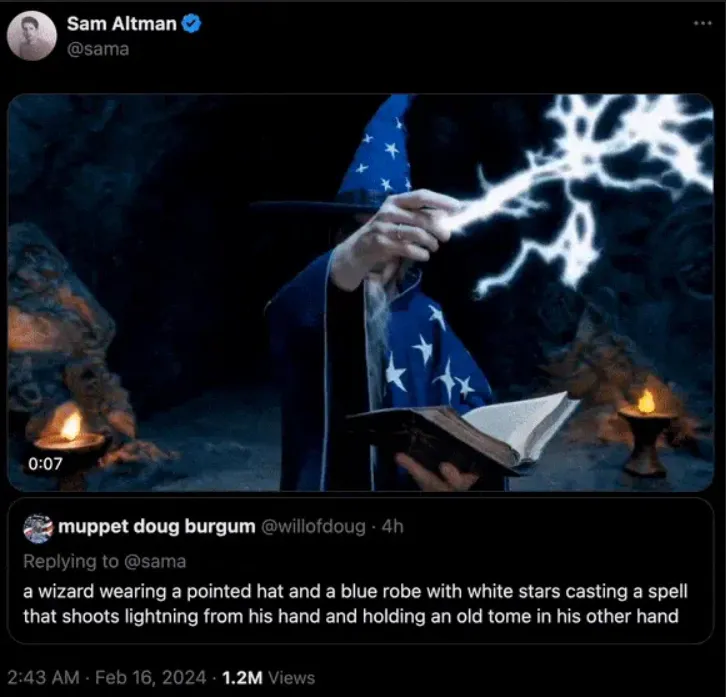 Sam Altman
@sama
0:07
muppet doug burgum @willofdoug · 4h
Replying to @sama
a wizard wearing a pointed hat and a blue robe with white stars casting a spell
that shoots lightning from his hand and holding an old tome in his other hand
2:43 AM · Feb 16, 2024 · 1.2M Views